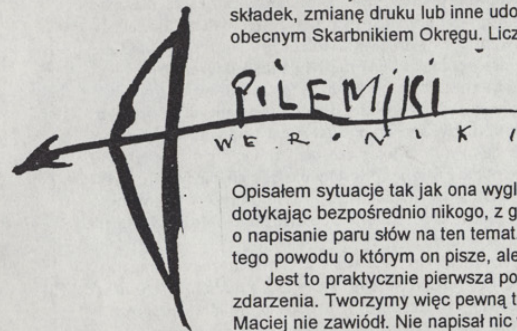 składek, zmianę druku lub inne udo
obecnym Skarbnikiem Okręgu. Licz
PILEMIKI
WERONIKI
Opisałem sytuacje tak jak ona wygl
dotykając bezpośrednio nikogo, z g
o napisanie paru słów na ten temat.
tego powodu o którym on pisze, ale
Jest to praktycznie pierwsza po
zdarzenia. Tworzymy więc pewną t
Maciej nie zawiódł. Nie napisał nic